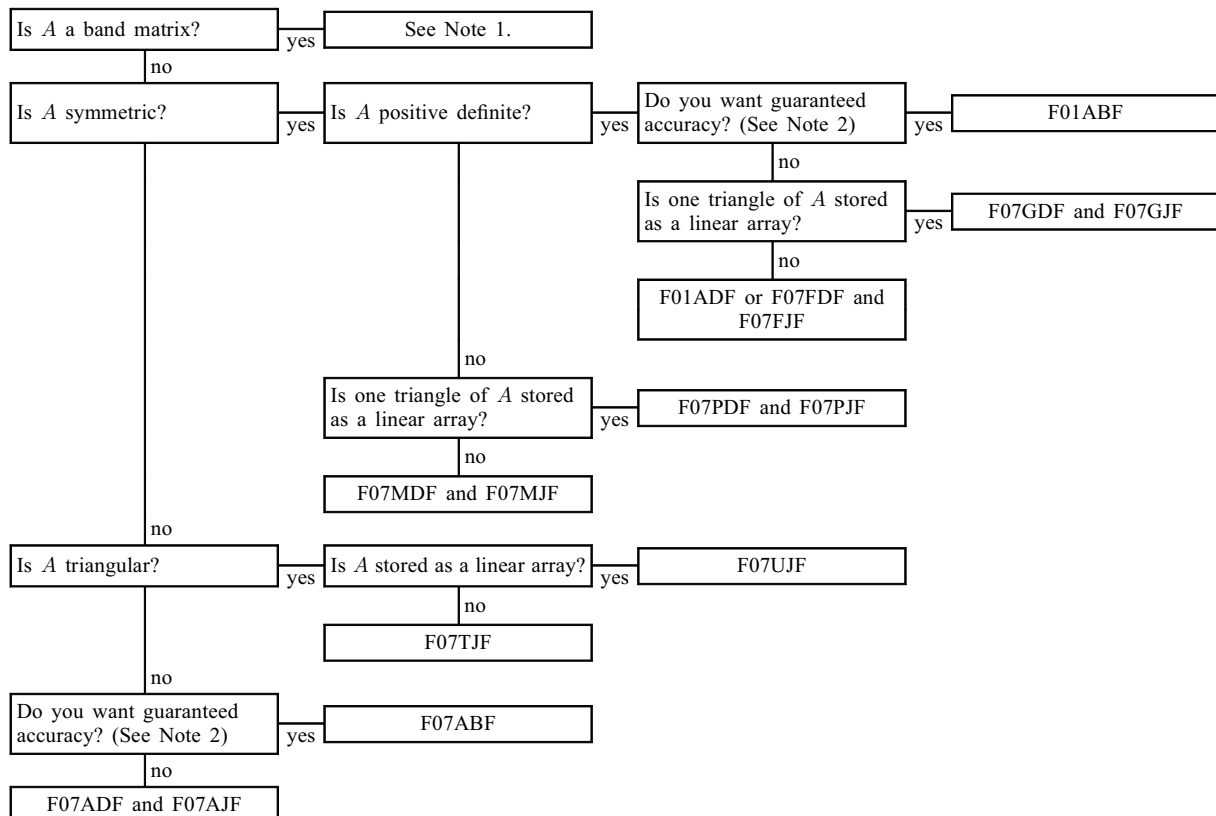 Is A a band matrix?
yes
See Note 1.
no
Is A symmetric?
yes
Is A positive definite?
yes
Do you want guaranteed
accuracy? (See Note 2)
yes
F01ABF
no
Is one triangle of A stored
as a linear array?
yes
F07GDF and F07GJF
no
F01ADF or F07FDF and
F07FJF
no
Is one triangle of A stored
as a linear array?
yes
F07PDF and F07PJF
no
F07MDF and F07MJF
no
Is A triangular?
yes
Is A stored as a linear array?
yes
F07UJF
no
F07TJF
no
Do you want guaranteed
accuracy? (See Note 2)
yes
F07ABF
no
F07ADF and F07AJF